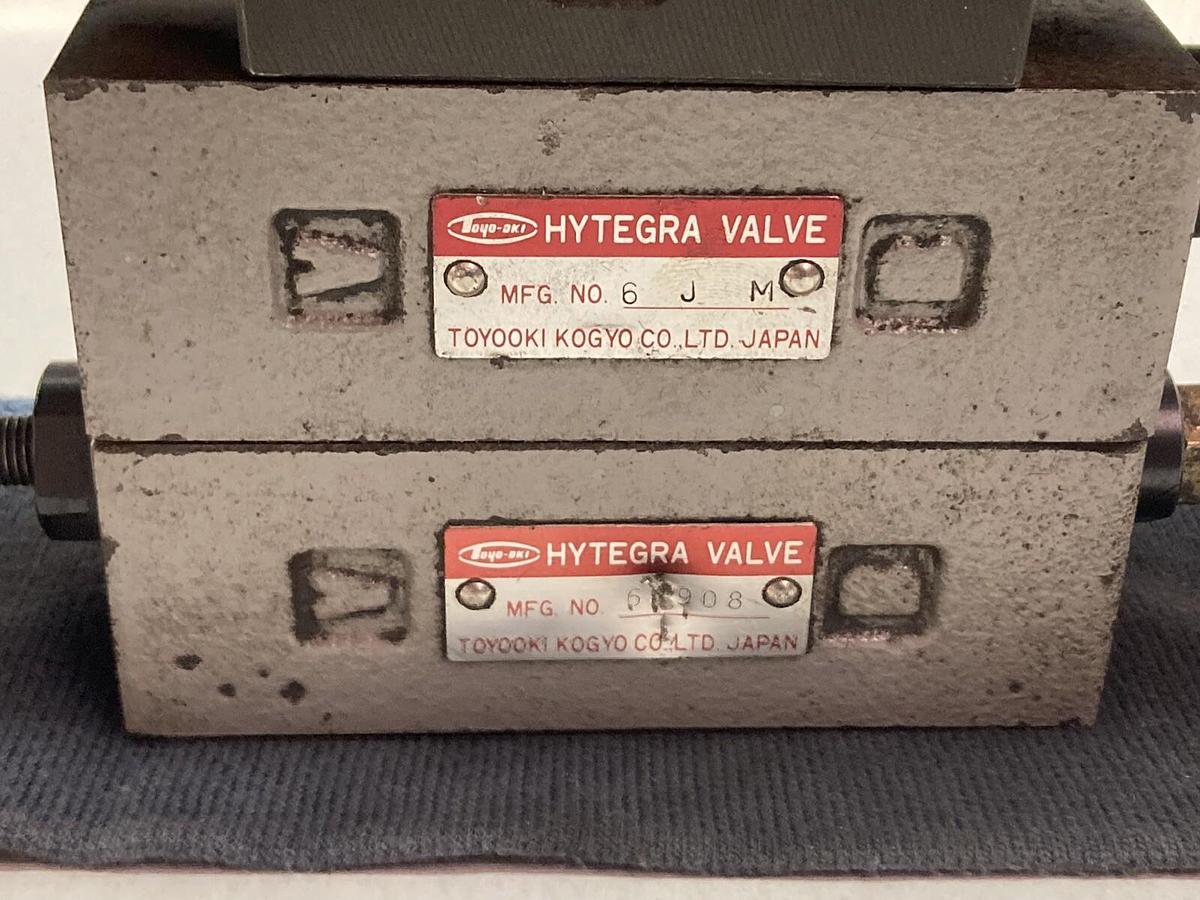 Toyo-oki HYTEGRA VALVE
MFG. NO. 6 J M
TOYOOKI KOGYO CO.,LTD. JAPAN
Toyo-oki HYTEGRA VALVE
MFG. NO.
TOYOOKI KOGYO CO.,LTD. JAPAN